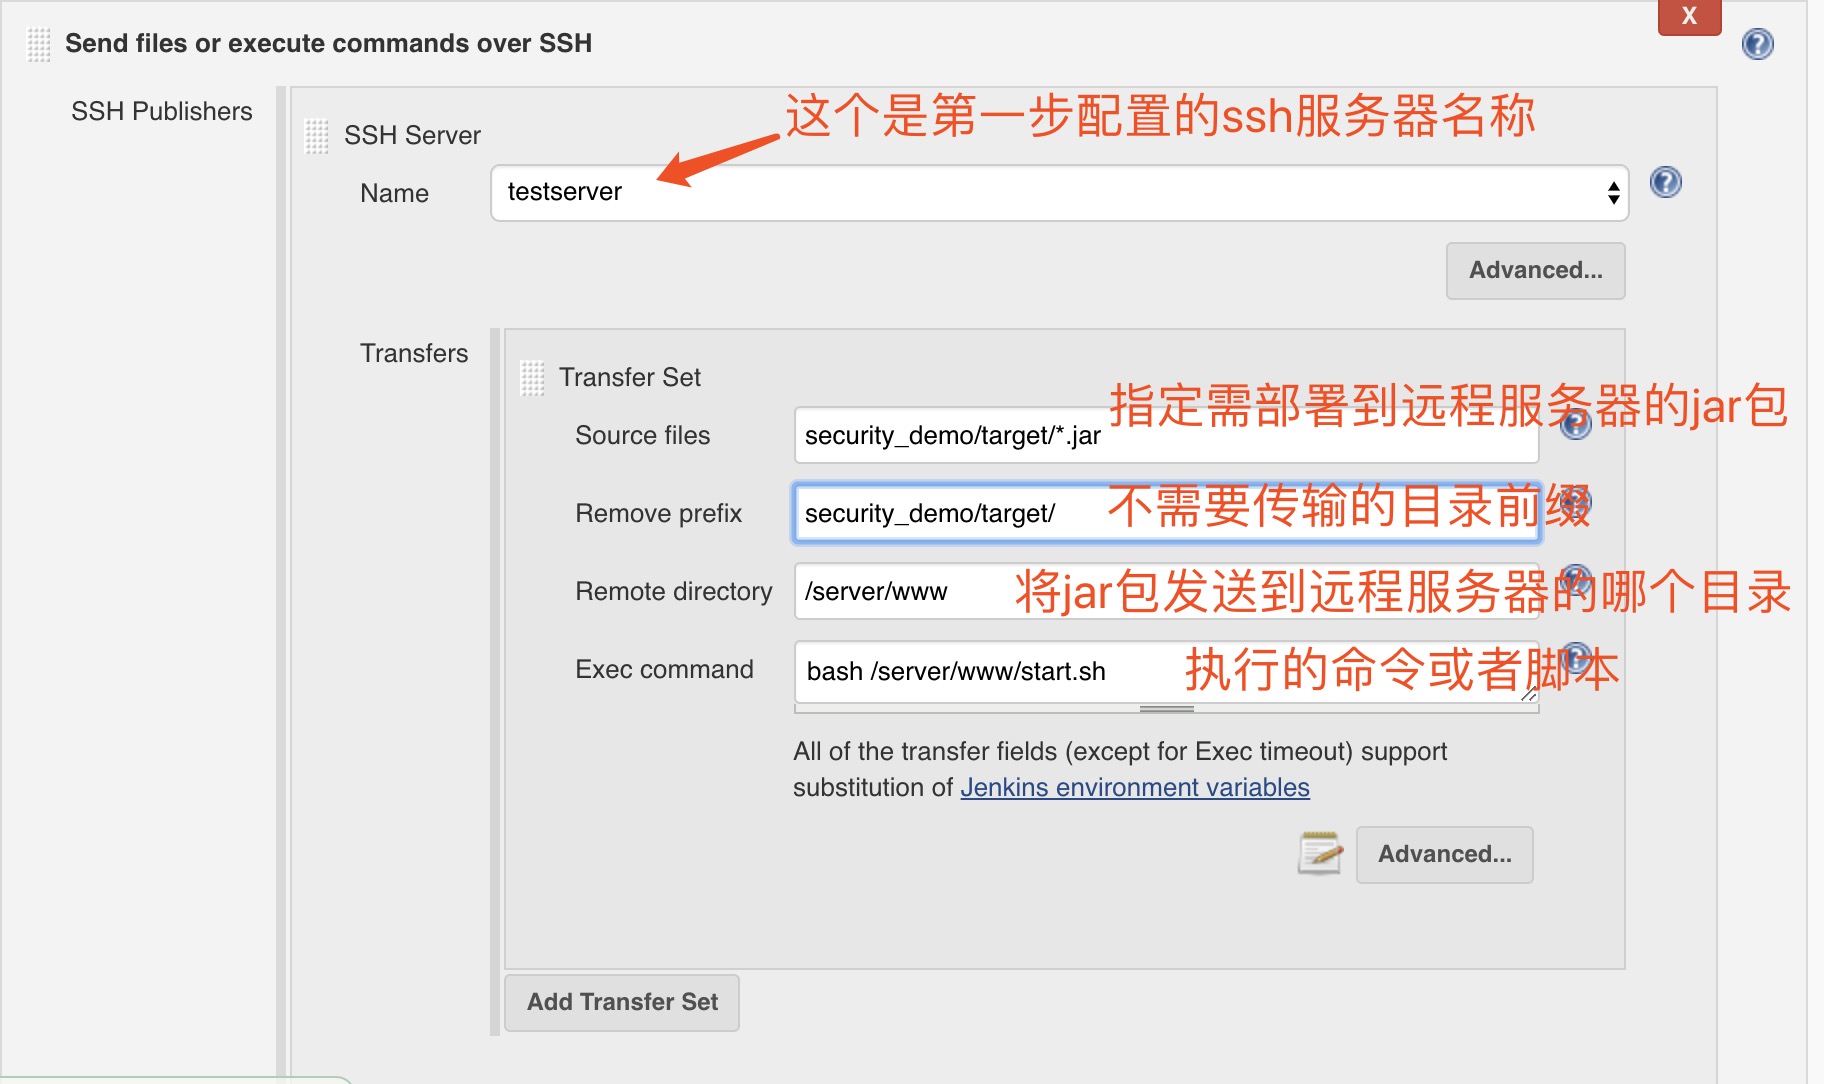 X
Send files or execute commands over SSH
SSH Publishers
这个是第一步配置的ssh服务器名称
SSH Server
Name
testserver
Advanced...
Transfers
Transfer Set
指定需部署到远程服务器的jar包
Source files
security_demo/target/*.jar
Remove prefix
security_demo/target/
不需要传输的目录前缀
Remote directory
/server/www
将jar包发送到远程服务器的哪个目录
Exec command
bash /server/www/start.sh
执行的命令或者脚本
All of the transfer fields (except for Exec timeout) support
substitution of Jenkins environment variables
Advanced...
Add Transfer Set